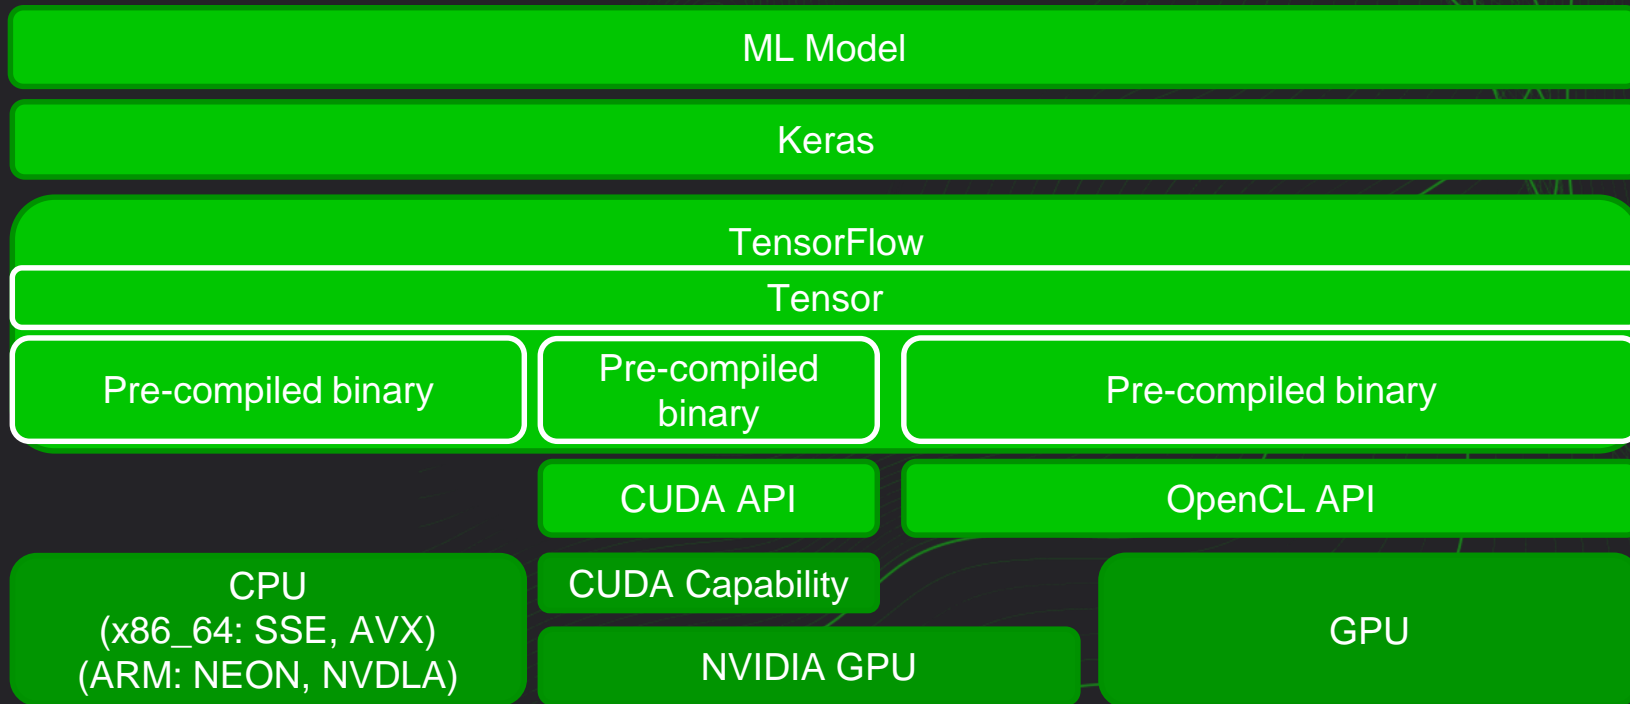 ML Model
Keras
TensorFlow
Tensor
Pre-compiled binary
Pre-compiled
binary
Pre-compiled binary
CUDA API
OpenCL API
CPU
(x86_64: SSE, AVX)
(ARM: NEON, NVDLA)
CUDA Capability
NVIDIA GPU
GPU